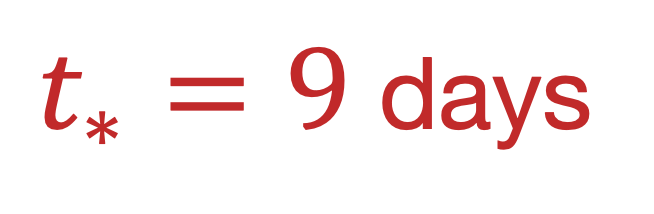 t* = 9 days